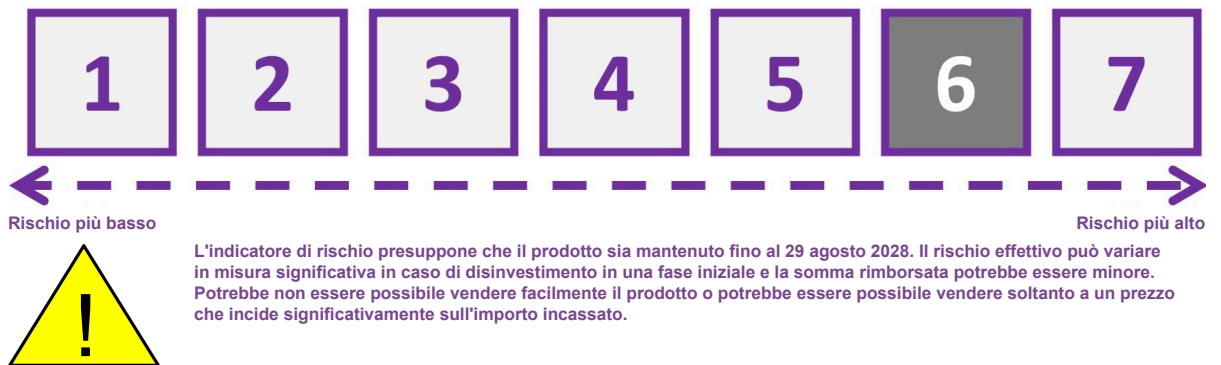 1 2 3 4 5 6 7
Rischio più basso Rischio più alto
L'indicatore di rischio presuppone che il prodotto sia mantenuto fino al 29 agosto 2028. Il rischio effettivo può variare
in misura significativa in caso di disinvestimento in una fase iniziale e la somma rimborsata potrebbe essere minore.
Potrebbe non essere possibile vendere facilmente il prodotto o potrebbe essere possibile vendere soltanto a un prezzo
che incide significativamente sull'importo incassato.
!